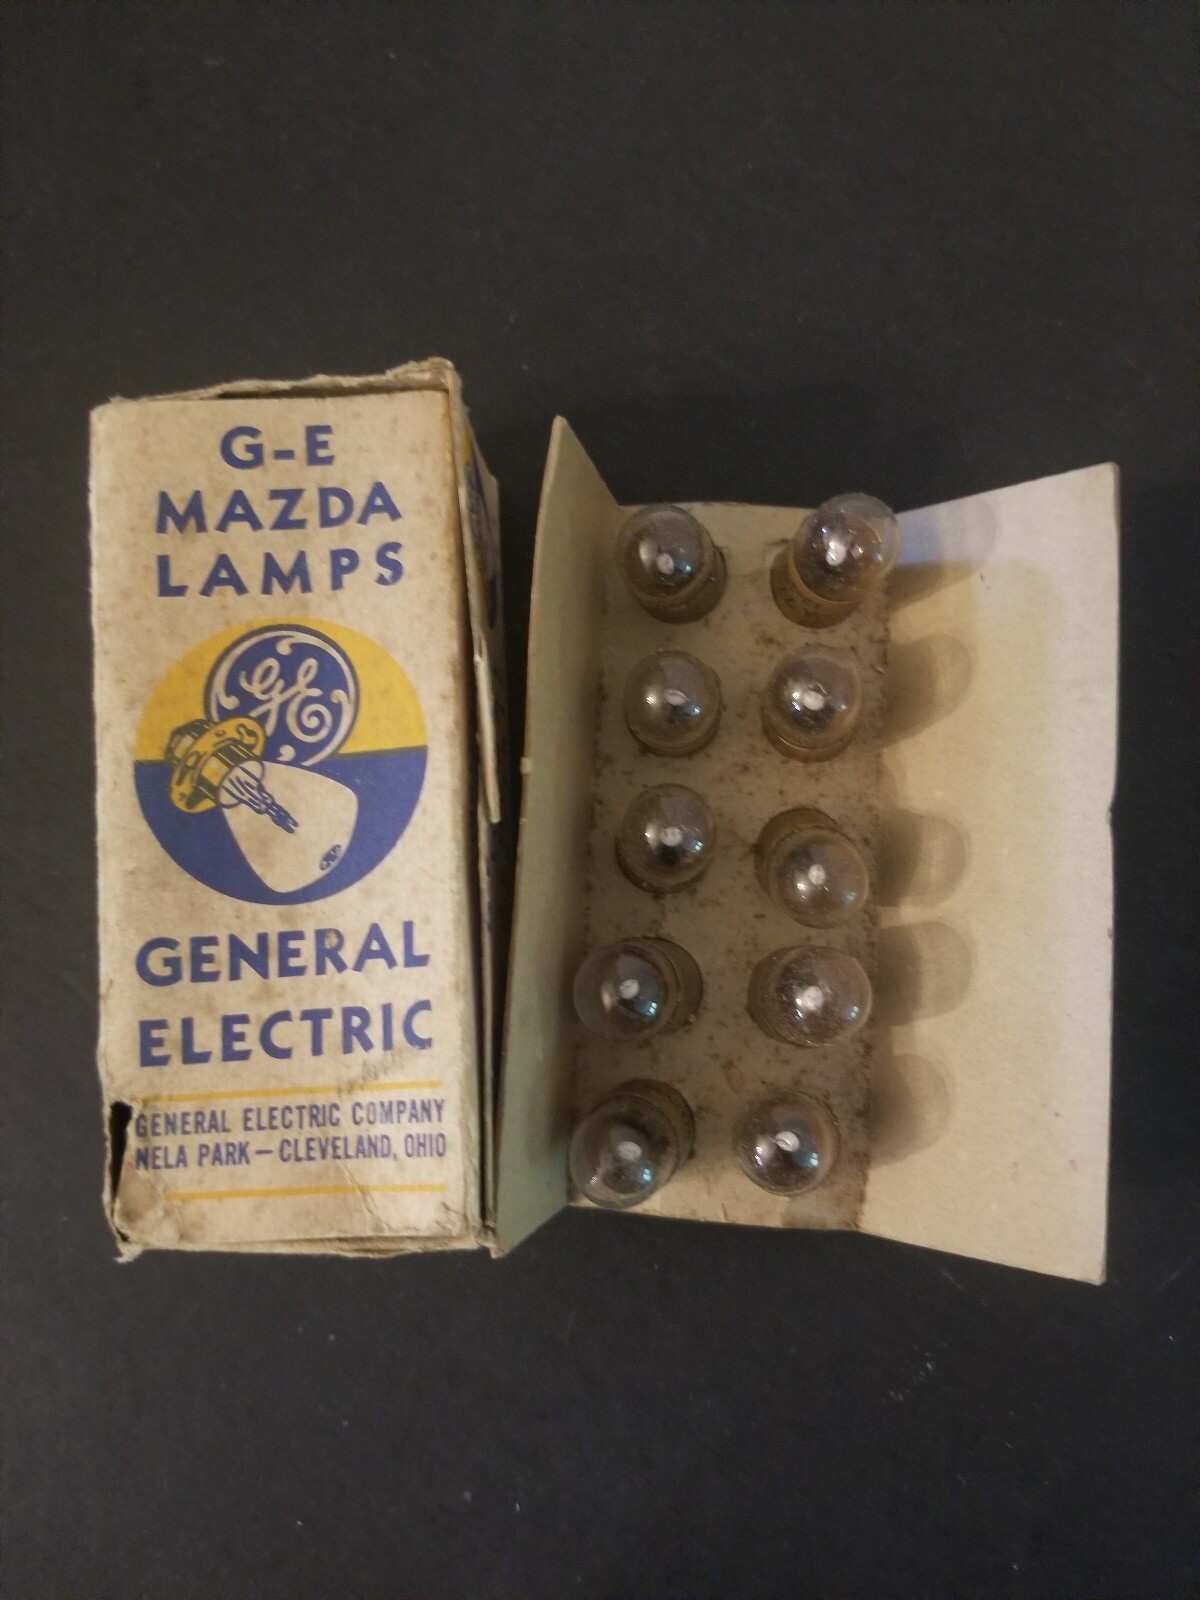 G-E
MAZDA
LAMPS
GE
GENERAL
ELECTRIC
GENERAL ELECTRIC COMPANY
NELA PARK — CLEVELAND, OHIO